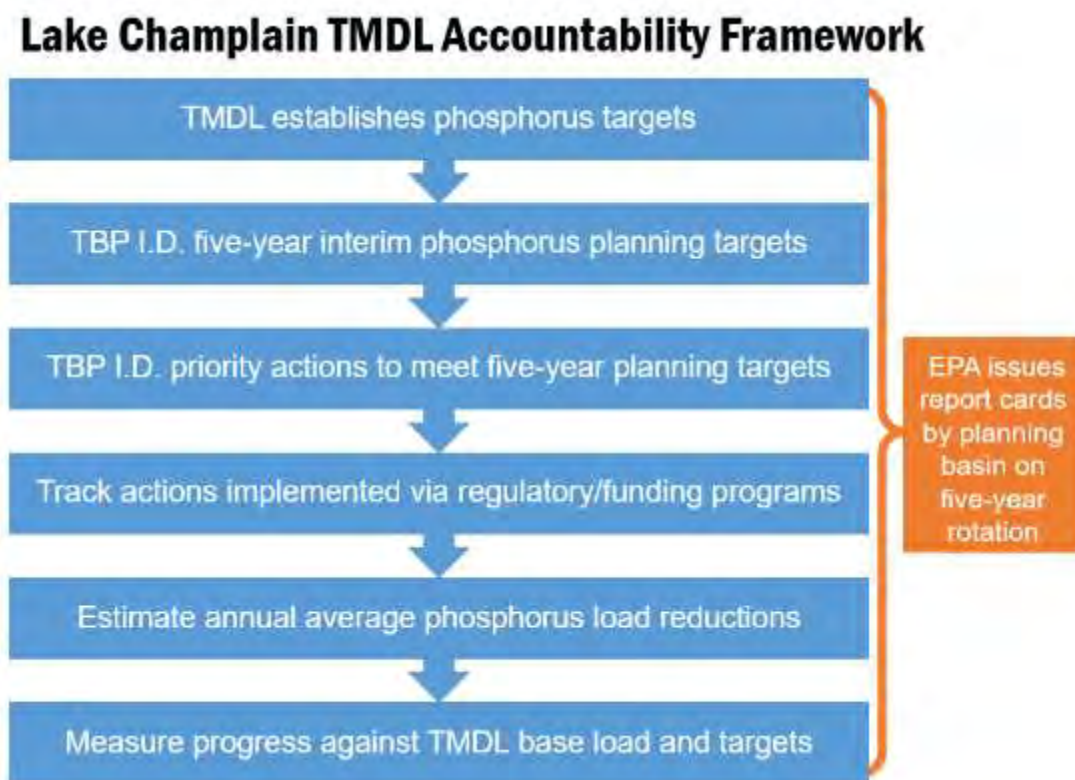 Lake Champlain TMDL Accountability Framework
TMDL establishes phosphorus targets
TBP I.D. five-year interim phosphorus planning targets
TBP I.D. priority actions to meet five-year planning targets
Track actions implemented via regulatory/funding programs
Estimate annual average phosphorus load reductions
Measure progress against TMDL base load and targets
EPA issues
report cards
by planning
basin on
five-year
rotation